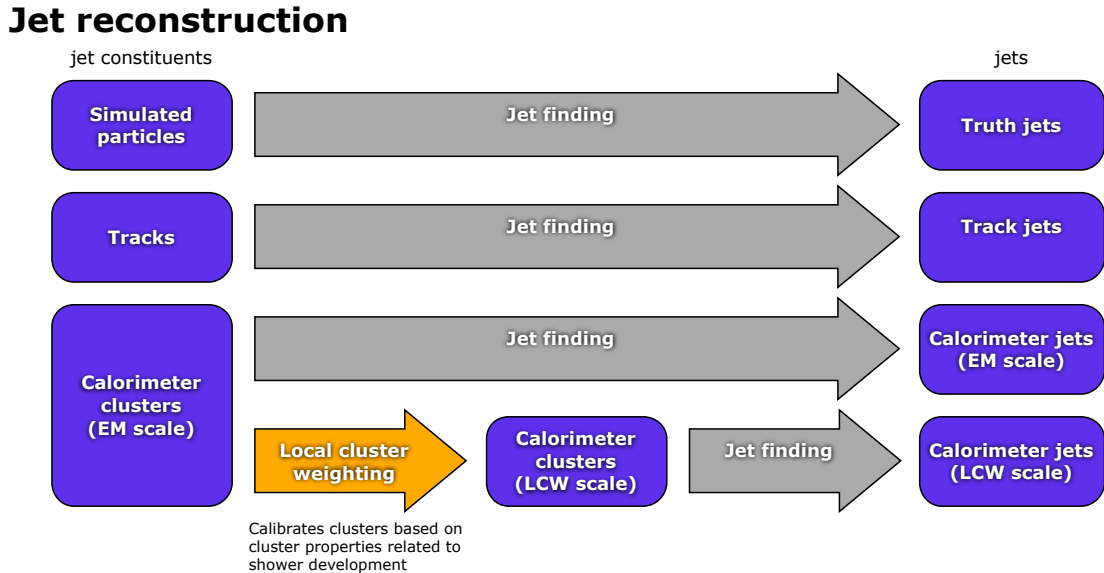 Jet reconstruction
jet constituents
jets
Simulated
particles
Jet finding
Truth jets
Tracks
Jet finding
Track jets
Calorimeter
clusters
(EM scale)
Jet finding
Calorimeter jets
(EM scale)
Local cluster
weighting
Calorimeter
clusters
(LCW scale)
Jet finding
Calorimeter jets
(LCW scale)
Calibrates clusters based on
cluster properties related to
shower development